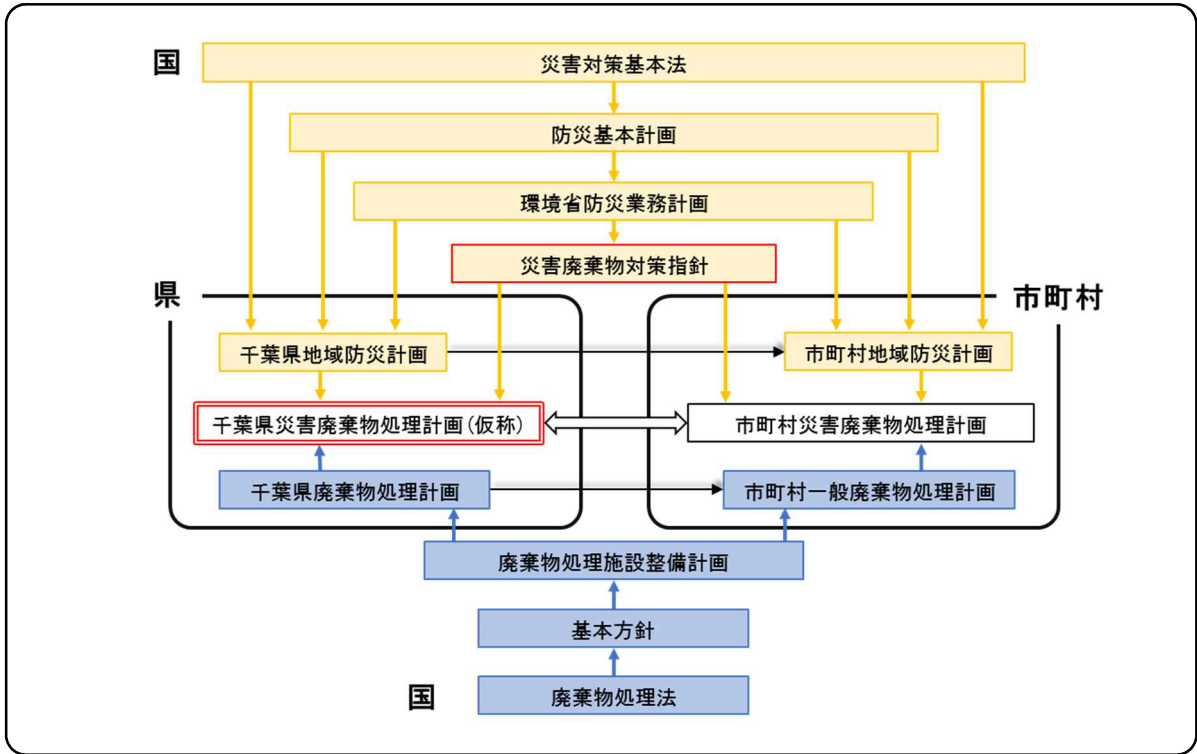 国
災害対策基本法
防災基本計画
環境省防災業務計画
災害廃棄物対策指針
県
市町村
千葉県地域防災計画
市町村地域防災計画
千葉県災害廃棄物処理計画(仮称)
市町村災害廃棄物処理計画
千葉県廃棄物処理計画
市町村一般廃棄物処理計画
廃棄物処理施設整備計画
基本方針
国
廃棄物処理法